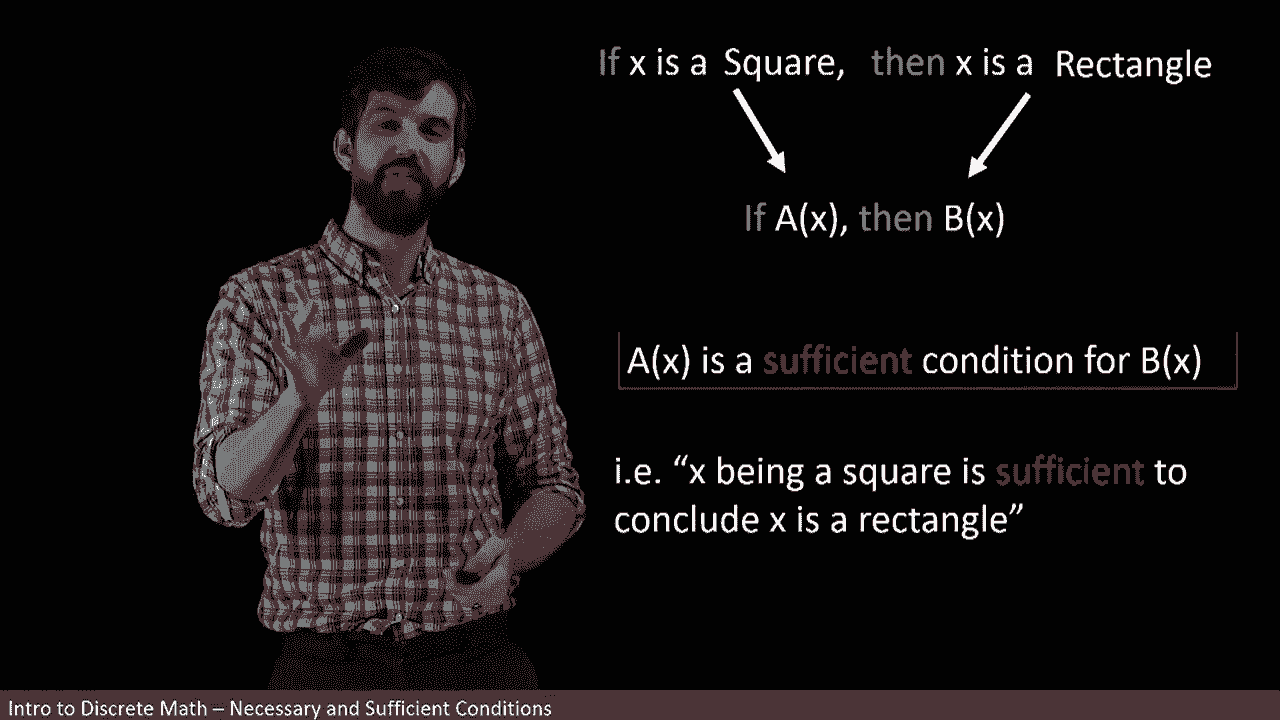 If x is a Square, then x is a Rectangle
If A(x), then B(x)
A(x) is a sufficient condition for B(x)
i.e. “x being a square is sufficient to
conclude x is a rectangle”
Intro to Discrete Math – Necessary and Sufficient Conditions